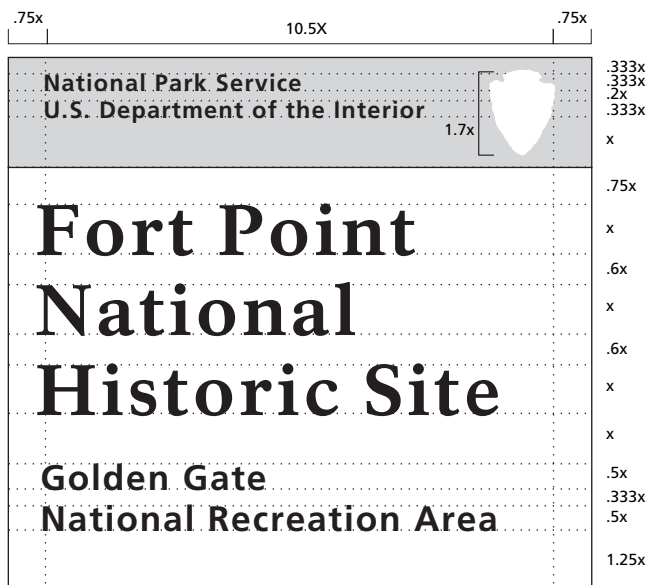 .75x 10.5X .75x
National Park Service
U.S. Department of the Interior
1.7x
.333x
.333x
.2x
.333x
x
.75x
Fort Point
x
.6x
National
x
.6x
Historic Site
x
x
Golden Gate
.5x
.333x
National Recreation Area
.5x
1.25x